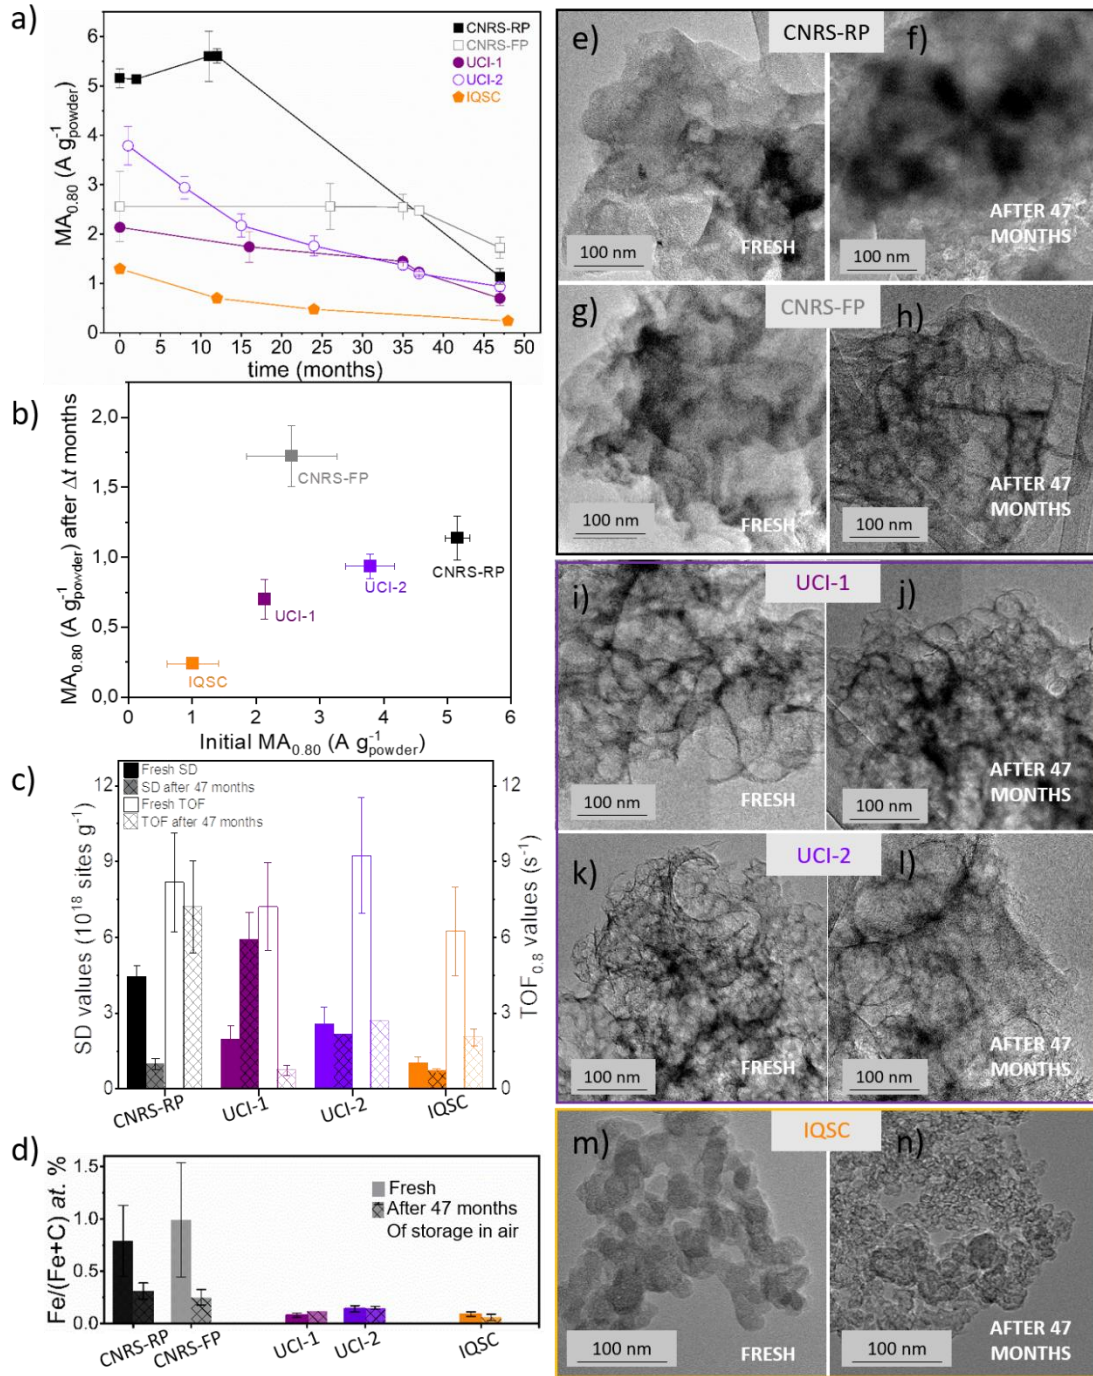 a)
MA0.80 (A g-1powder)
6
5
4
3
2
1
0
0 5 10 15 20 25 30 35 40 45 50
time (months)
CNRS-RP
CNRS-FP
UCI-1
UCI-2
IQSC
b)
MA0.80 (A g-1powder) after Δt months
2,0
1,5
1,0
0,5
0,0
0 1 2 3 4 5 6
Initial MA0.80 (A g-1powder)
CNRS-FP
CNRS-RP
UCI-2
UCI-1
IQSC
c)
Fresh SD
SD after 47 months
Fresh TOF
TOF after 47 months
SD values (10^18 sites g-1)
12
9
6
3
0
TOF0.8 values (s-1)
12
9
6
3
0
CNRS-RP
UCI-1
UCI-2
IQSC
d)
Fe/(Fe+C) at. %
1.5
1.0
0.5
0.0
Fresh
After 47 months
Of storage in air
CNRS-RP
CNRS-FP
UCI-1
UCI-2
IQSC
e) CNRS-RP f)
100 nm FRESH
100 nm AFTER 47
MONTHS
g) CNRS-FP h)
100 nm FRESH
100 nm AFTER 47
MONTHS
i) UCI-1 j)
100 nm FRESH
100 nm AFTER 47
MONTHS
k) UCI-2 l)
100 nm FRESH
100 nm AFTER 47
MONTHS
m) IQSC n)
100 nm FRESH
100 nm AFTER 47
MONTHS